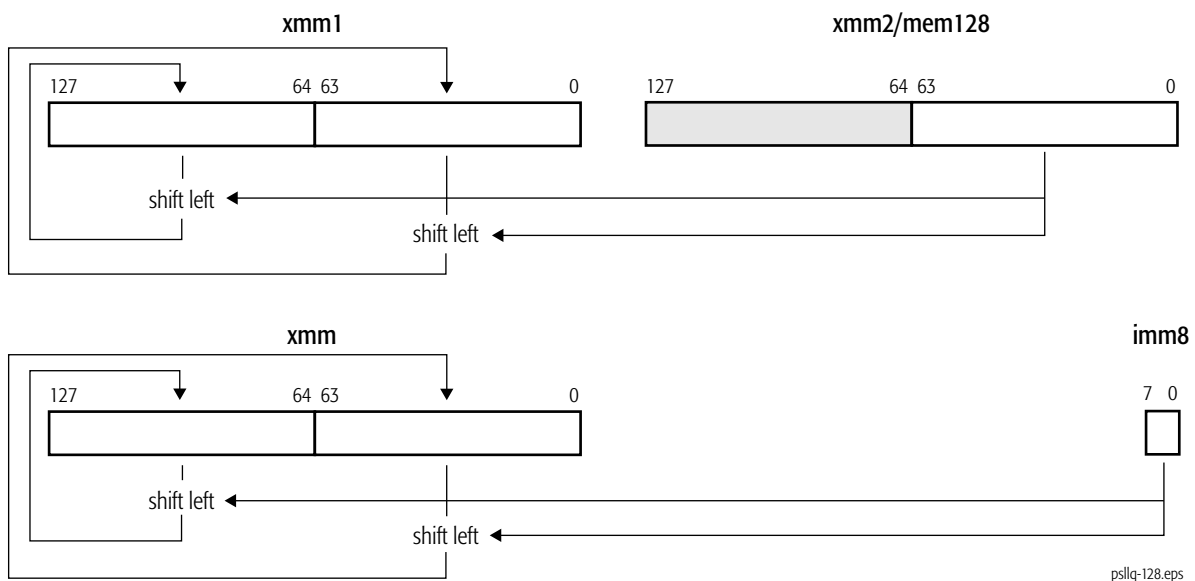 xmm1 xmm2/mem128
127 64 63 0 127 64 63 0
shift left
shift left
xmm imm8
127 64 63 0 7 0
shift left
shift left
psllq-128.eps